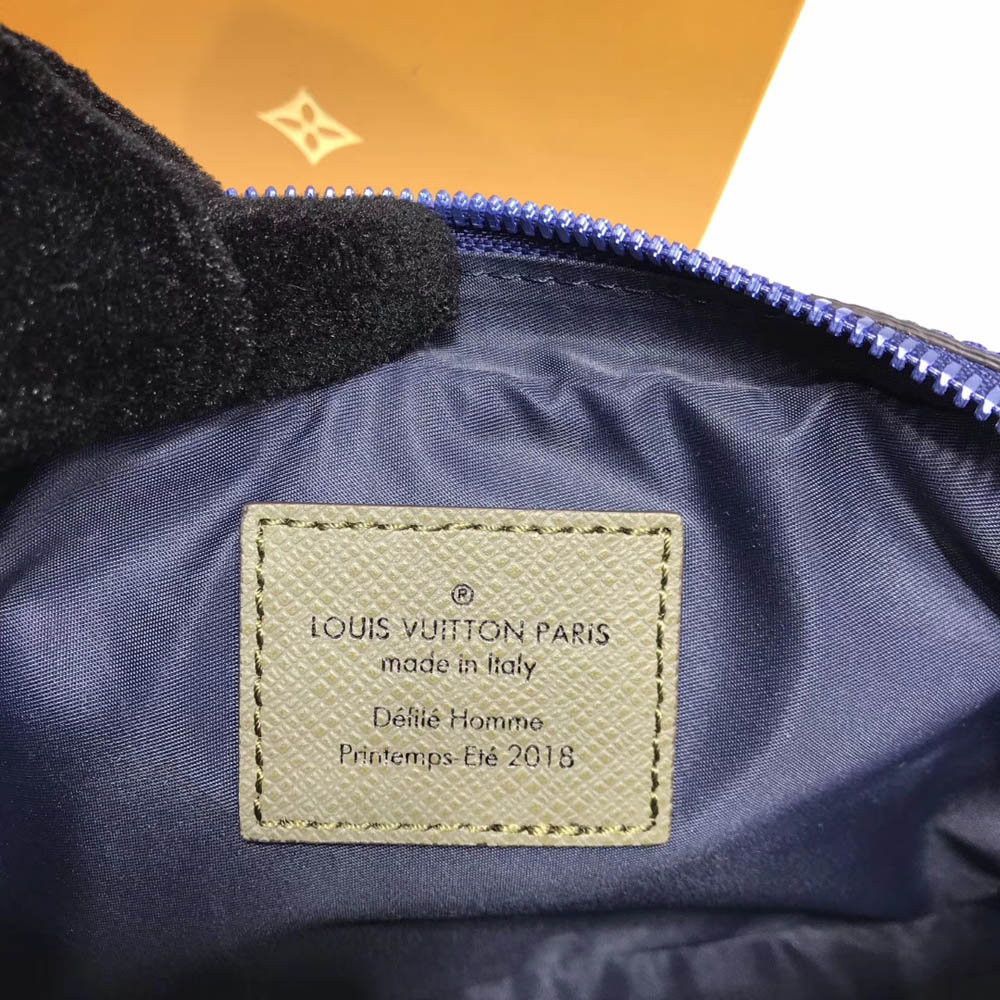 ®
LOUIS VUITTON PARIS
made in Italy
Défilé Homme
Printemps-Eté 2018